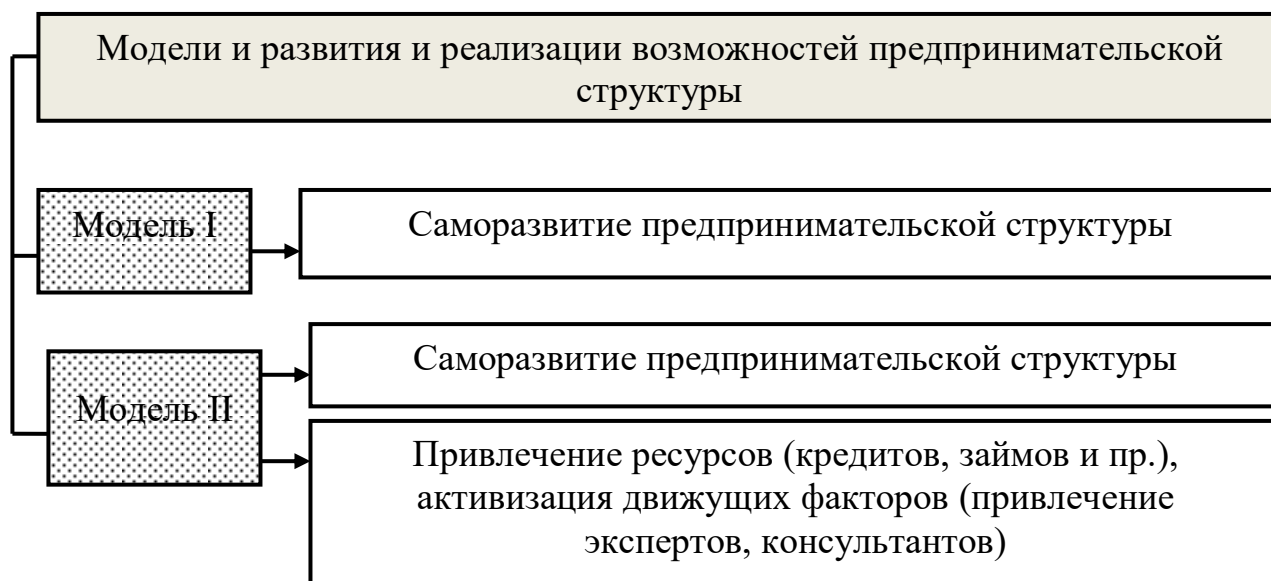 Модели и развития и реализации возможностей предпринимательской
структуры
Модель I
Саморазвитие предпринимательской структуры
Модель II
Саморазвитие предпринимательской структуры
Привлечение ресурсов (кредитов, займов и пр.),
активизация движущих факторов (привлечение
экспертов, консультантов)